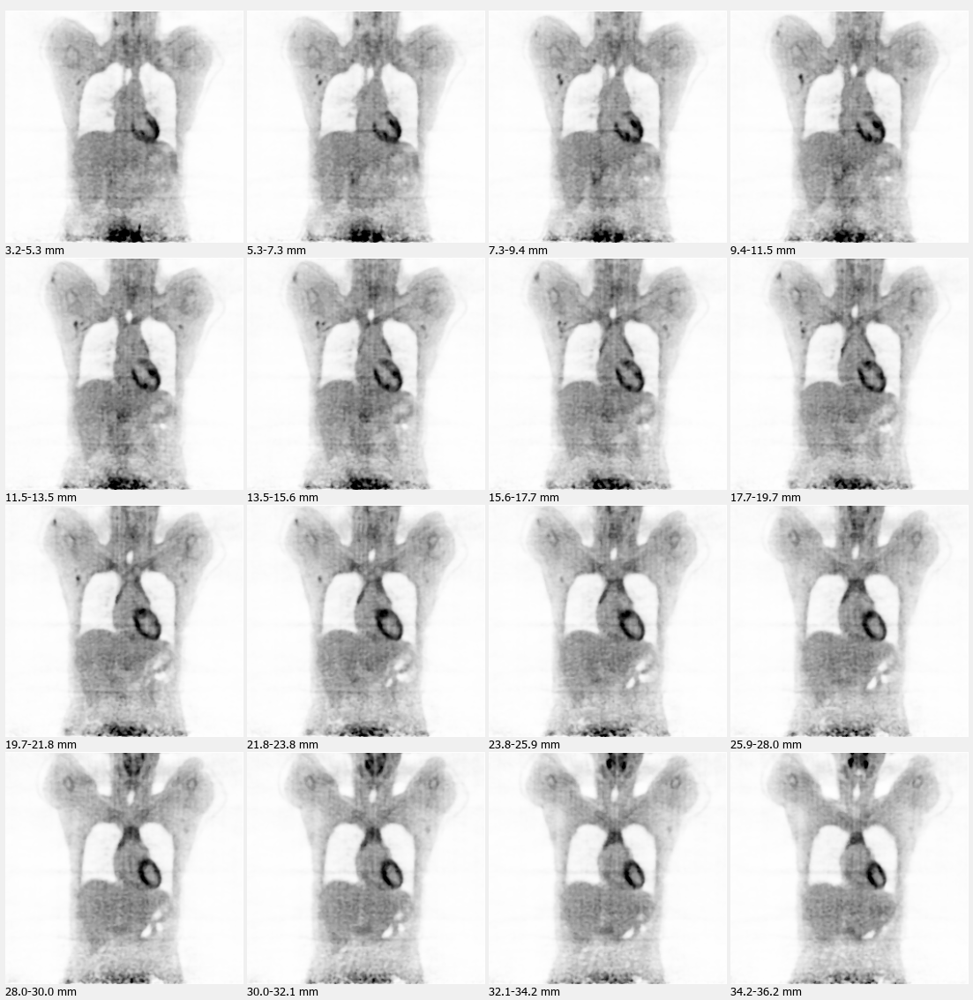 3.2-5.3 mm
5.3-7.3 mm
7.3-9.4 mm
9.4-11.5 mm
11.5-13.5 mm
13.5-15.6 mm
15.6-17.7 mm
17.7-19.7 mm
19.7-21.8 mm
21.8-23.8 mm
23.8-25.9 mm
25.9-28.0 mm
28.0-30.0 mm
30.0-32.1 mm
32.1-34.2 mm
34.2-36.2 mm